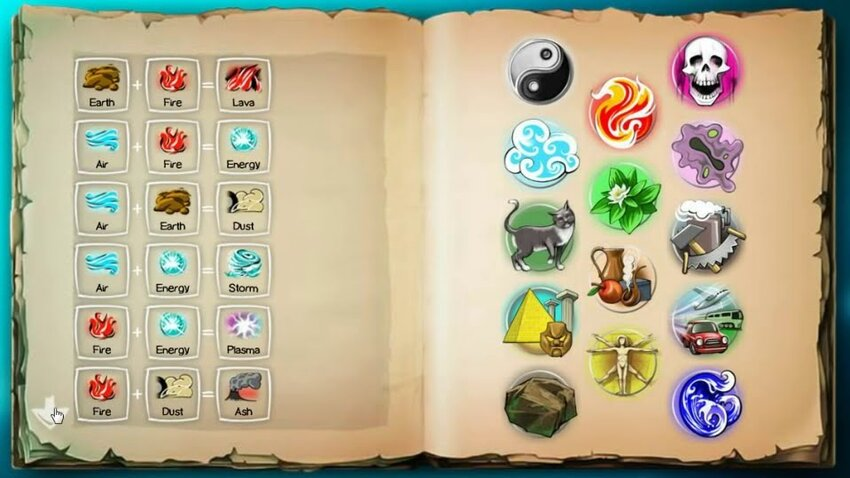 Earth + Fire = Lava
Air + Fire = Energy
Air + Earth = Dust
Air + Energy = Storm
Fire + Energy = Plasma
Fire + Dust = Ash